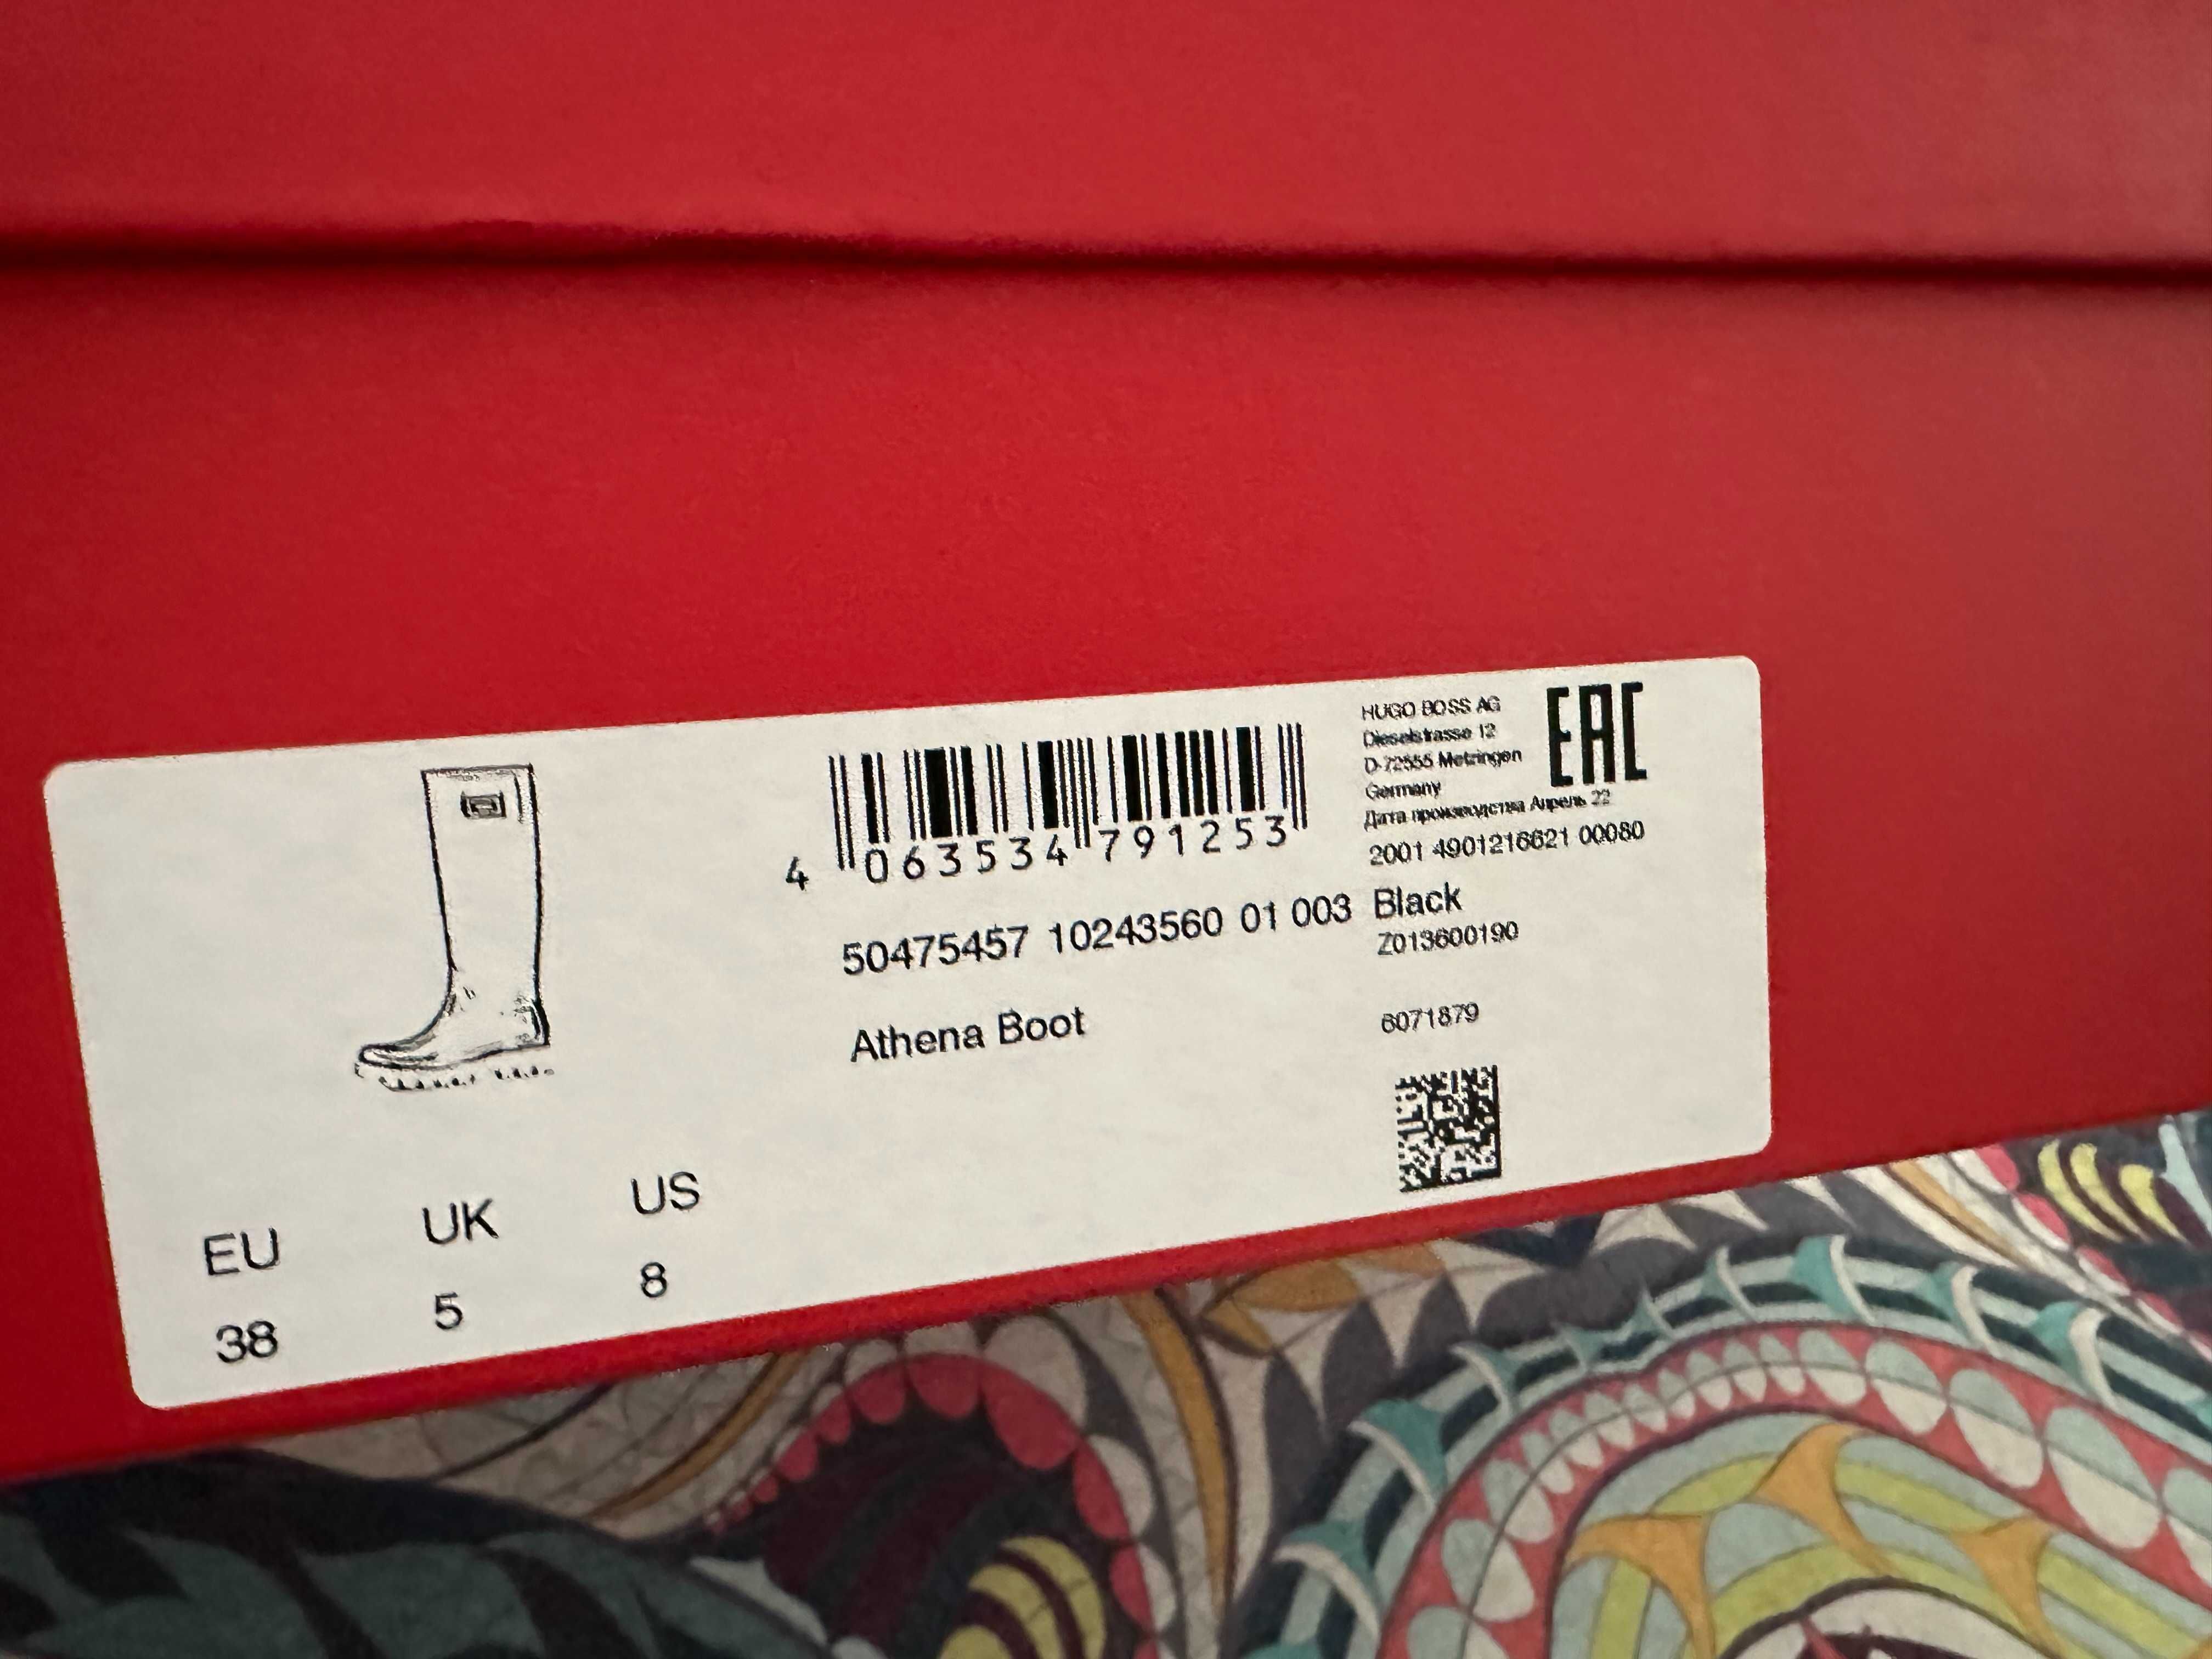 4 063534 791253
HUGO BOSS AG
Dieselstrasse 12
D-72555 Metzingen
Germany
EAC
Дата производства Апрель 22
2001 4901216621 00080
50475457 10243560 01 003 Black
Z013600190
Athena Boot
6071879
EU UK US
38 5 8